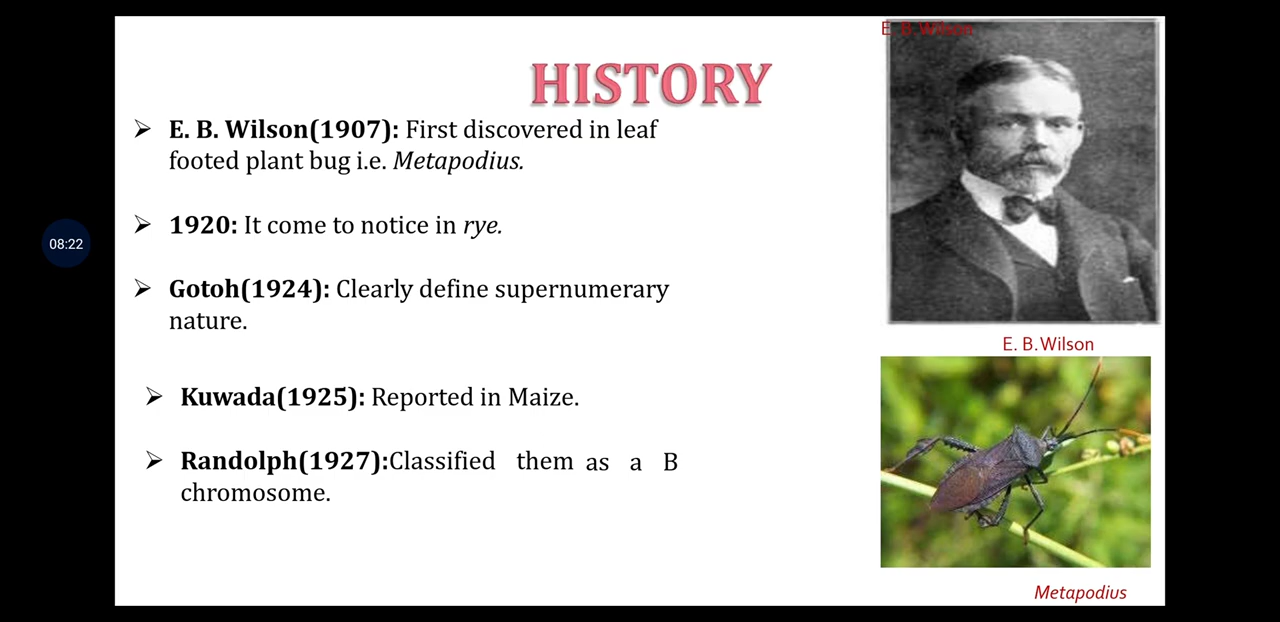 E. B. Wilson
HISTORY
➢ E. B. Wilson(1907): First discovered in leaf
footed plant bug i.e. Metapodius.
➢ 1920: It come to notice in rye.
08:22
➢ Gotoh(1924): Clearly define supernumerary
nature.
E. B. Wilson
➢ Kuwada(1925): Reported in Maize.
➢ Randolph(1927):Classified them as a B
chromosome.
Metapodius